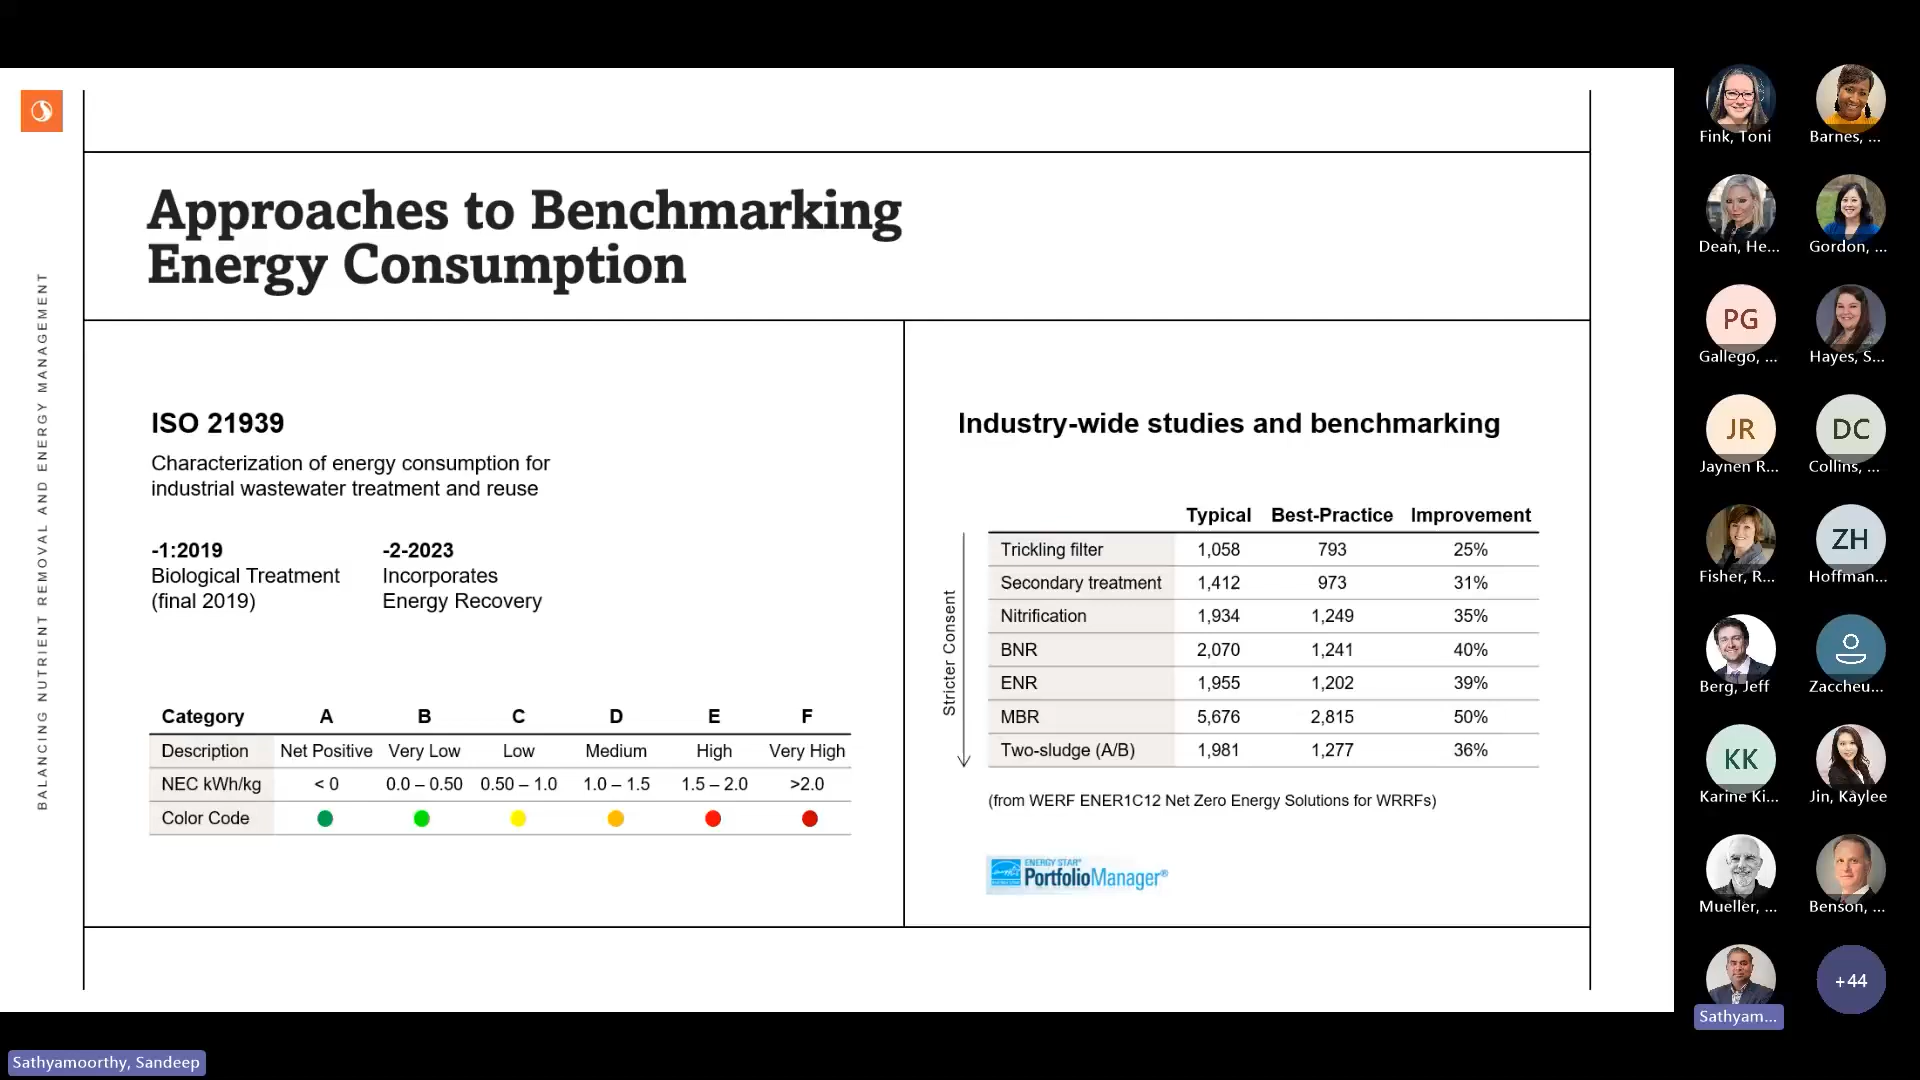 BALANCING NUTRIENT REMOVAL AND ENERGY MANAGEMENT
Approaches to Benchmarking
Energy Consumption
ISO 21939
Characterization of energy consumption for
industrial wastewater treatment and reuse
-1:2019
Biological Treatment
(final 2019)
-2-2023
Incorporates
Energy Recovery
Category A B C D E F
Description Net Positive Very Low Low Medium High Very High
NEC kWh/kg < 0 0.0 – 0.50 0.50 – 1.0 1.0 – 1.5 1.5 – 2.0 >2.0
Color Code
Industry-wide studies and benchmarking
Stricter Consent
Typical Best-Practice Improvement
Trickling filter 1,058 793 25%
Secondary treatment 1,412 973 31%
Nitrification 1,934 1,249 35%
BNR 2,070 1,241 40%
ENR 1,955 1,202 39%
MBR 5,676 2,815 50%
Two-sludge (A/B) 1,981 1,277 36%
(from WERF ENER1C12 Net Zero Energy Solutions for WRRFs)
ENERGY STAR®
PortfolioManager®
Fink, Toni
Barnes, ...
Dean, He...
Gordon, ...
PG
Gallego, ...
Hayes, S...
JR
Jaynen R...
DC
Collins, ...
Fisher, R...
ZH
Hoffman...
Berg, Jeff
Zaccheu...
KK
Karine Ki...
Jin, Kaylee
Mueller, ...
Benson, ...
Sathyam...
+44
Sathyamoorthy, Sandeep